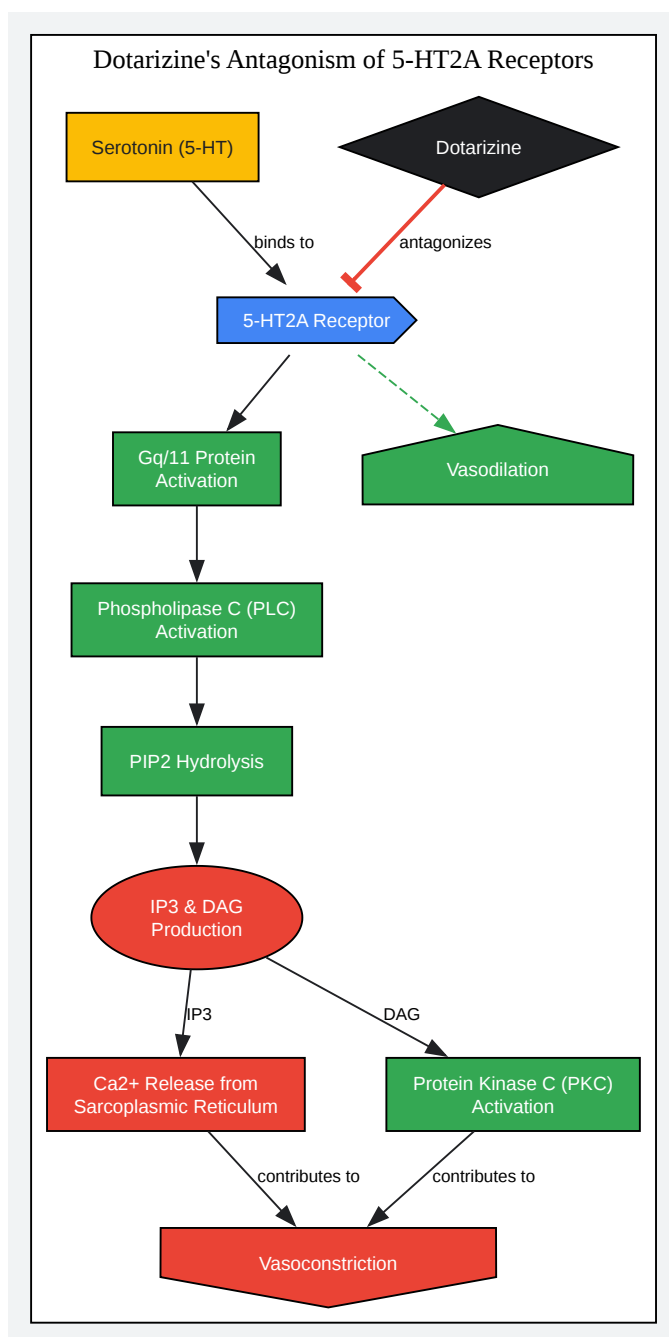 Dotarizine's Antagonism of 5-HT2A Receptors
Serotonin (5-HT)
Dotarizine
binds to
antagonizes
5-HT2A Receptor
Gq/11 Protein
Activation
Vasodilation
Phospholipase C (PLC)
Activation
PIP2 Hydrolysis
IP3 & DAG
Production
IP3
DAG
Ca2+ Release from
Sarcoplasmic Reticulum
Protein Kinase C (PKC)
Activation
contributes to
contributes to
Vasoconstriction